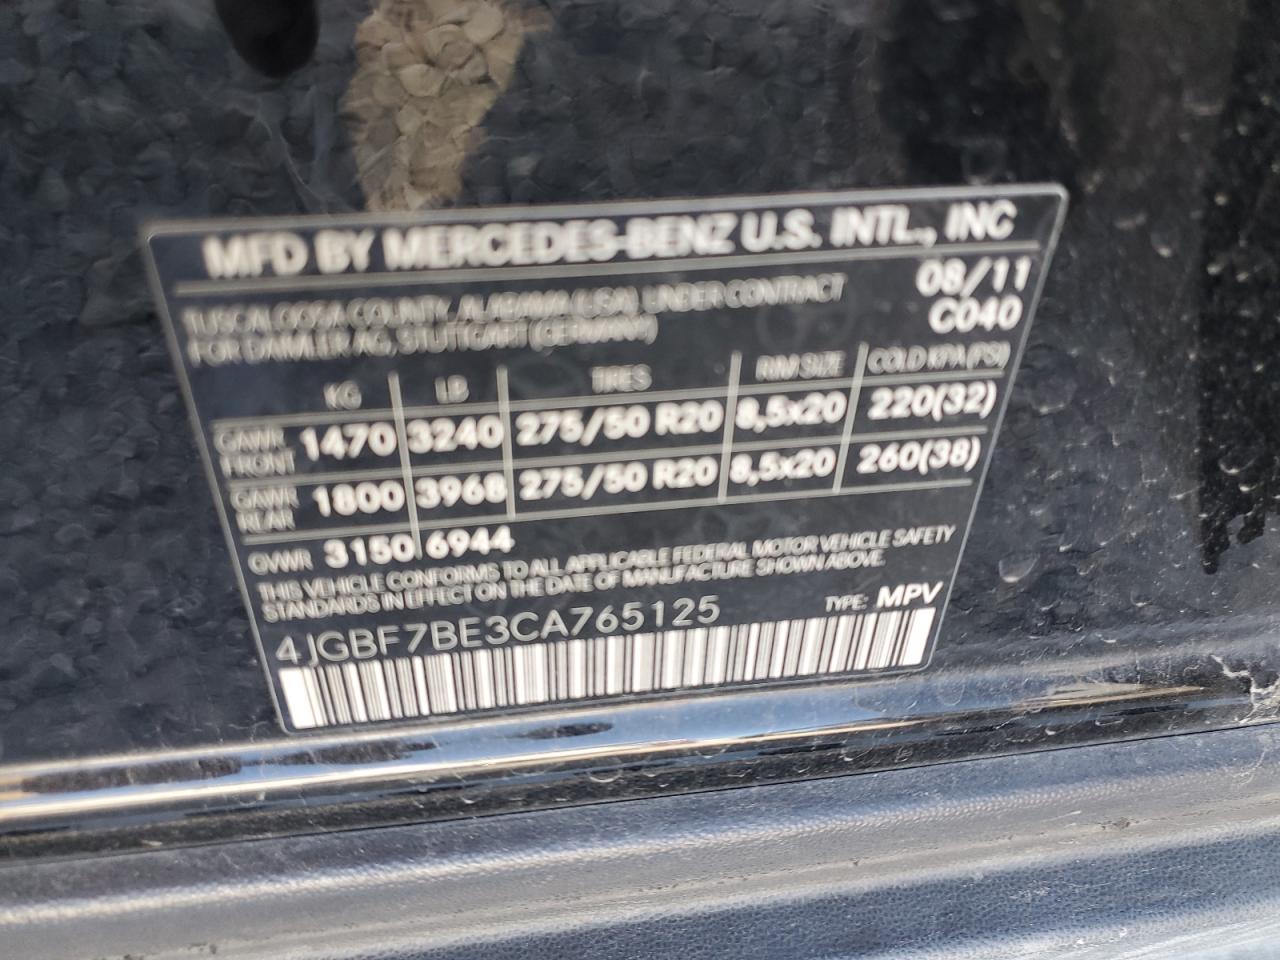 MFD BY MERCEDES-BENZ U.S. INTL., INC
TUSCALOOSA COUNTY, ALABAMA (USA), UNDER CONTRACT 08/11
FOR DAIMLER AG, STUTTGART (GERMANY) C040
KG LB TIRES RIM SIZE COLD KPA (PSI)
GAWR FRONT 1470 3240 275/50 R20 8,5x20 220(32)
GAWR REAR 1800 3968 275/50 R20 8,5x20 260(38)
GVWR 3150 6944
THIS VEHICLE CONFORMS TO ALL APPLICABLE FEDERAL MOTOR VEHICLE SAFETY
STANDARDS IN EFFECT ON THE DATE OF MANUFACTURE SHOWN ABOVE.
4JGBF7BE3CA765125 TYPE: MPV